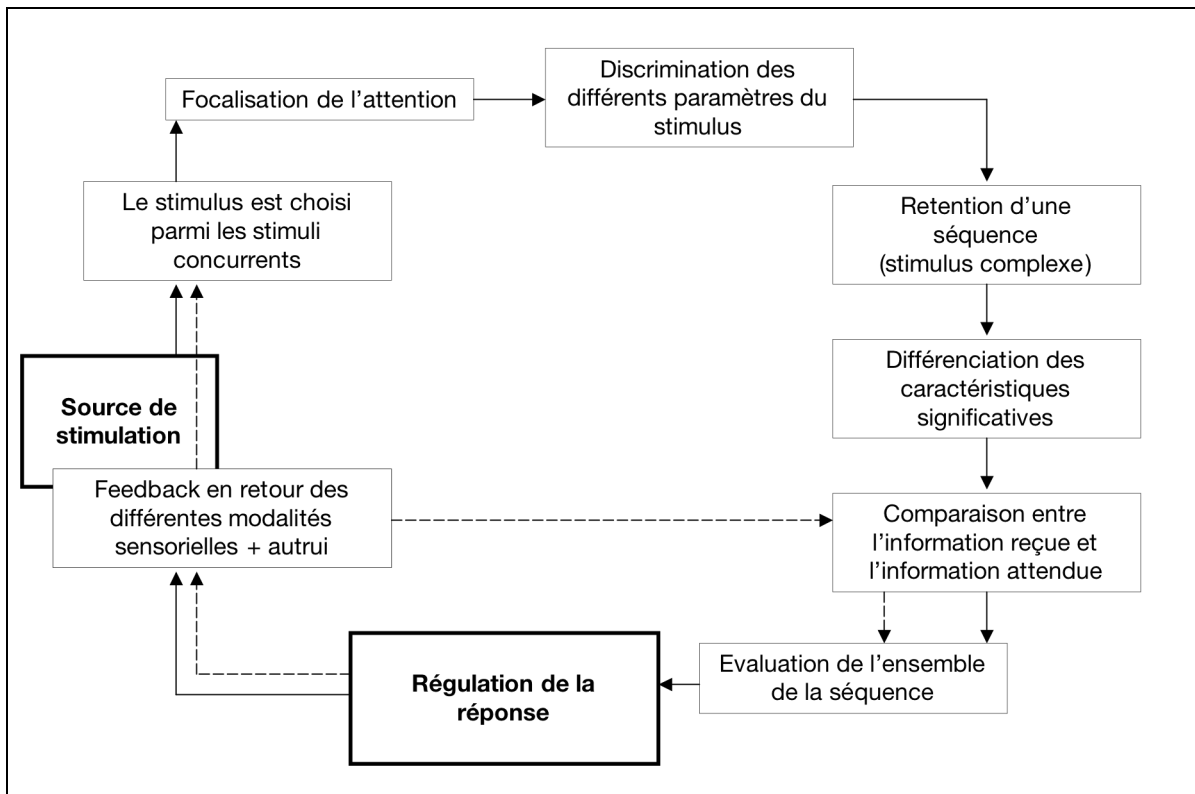 Focalisation de l’attention
Discrimination des
différents paramètres du
stimulus
Le stimulus est choisi
parmi les stimuli
concurrents
Retention d’une
séquence
(stimulus complexe)
Différenciation des
caractéristiques
significatives
Source de
stimulation
Feedback en retour des
différentes modalités
sensorielles + autrui
Comparaison entre
l’information reçue et
l’information attendue
Evaluation de l’ensemble
de la séquence
Régulation de la
réponse